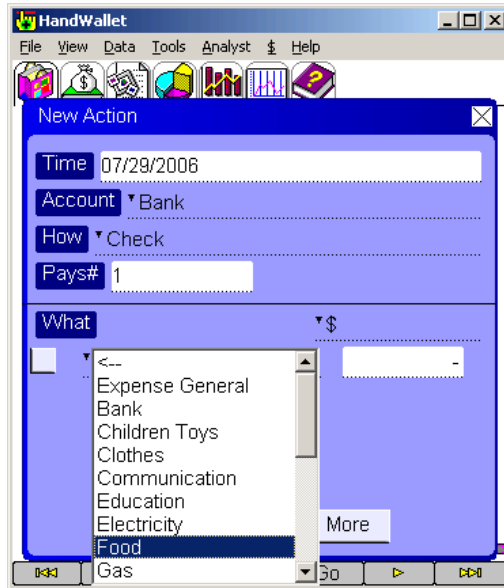 HandWallet
File View Data Tools Analyst $ Help
New Action
Time 07/29/2006
Account Bank
How Check
Pays# 1
What $
<--
-
Expense General
Bank
Children Toys
Clothes
Communication
Education
Electricity
More
Food
Gas
Go